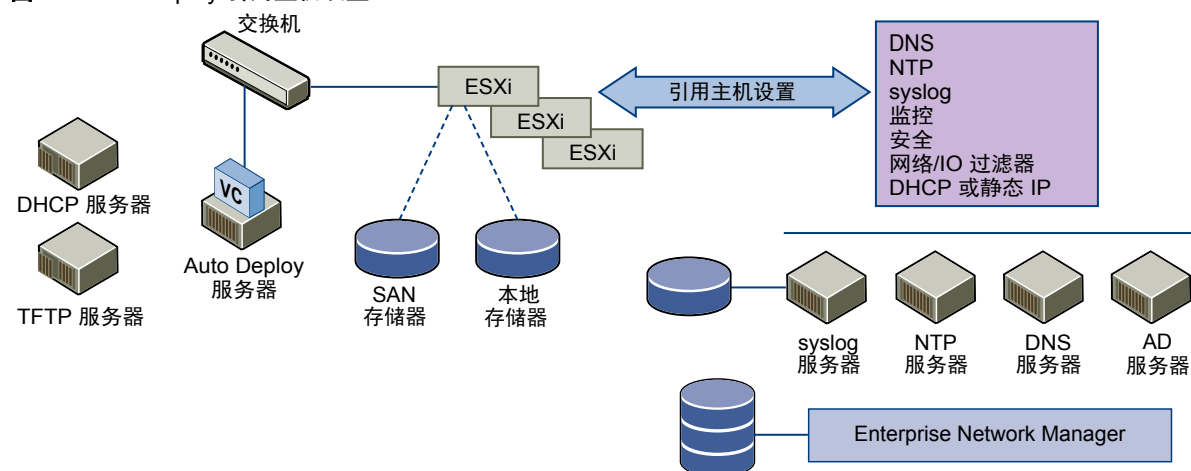 交换机
ESXi
ESXi
ESXi
引用主机设置
DNS
NTP
syslog
监控
安全
网络/IO 过滤器
DHCP 或静态 IP
DHCP 服务器
TFTP 服务器
VC
Auto Deploy
服务器
SAN
存储器
本地
存储器
syslog
服务器
NTP
服务器
DNS
服务器
AD
服务器
Enterprise Network Manager